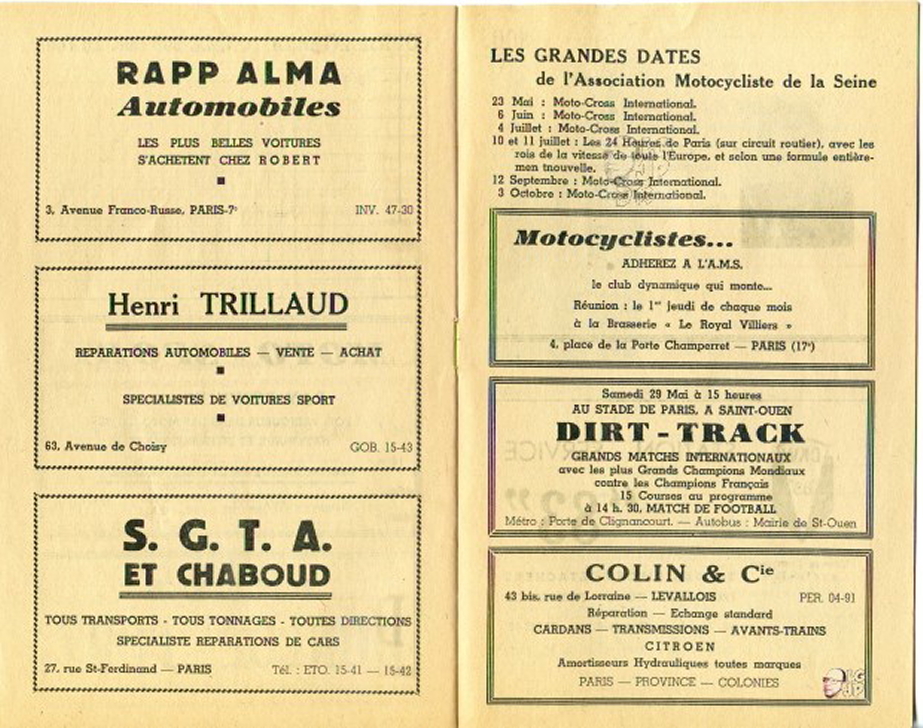 RAPP ALMA
Automobiles
LES PLUS BELLES VOITURES
S'ACHETENT CHEZ ROBERT
3, Avenue Franco-Russe, PARIS-7e INV. 47-30
Henri TRILLAUD
REPARATIONS AUTOMOBILES — VENTE — ACHAT
SPECIALISTES DE VOITURES SPORT
63, Avenue de Choisy GOB. 15-43
S. G. T. A.
ET CHABOUD
TOUS TRANSPORTS - TOUS TONNAGES - TOUTES DIRECTIONS
SPECIALISTE REPARATIONS DE CARS
27, rue St-Ferdinand — PARIS Tél. : ETO. 15-41 — 15-42
LES GRANDES DATES
de l'Association Motocycliste de la Seine
23 Mai : Moto-Cross International.
6 Juin : Moto-Cross International.
4 Juillet : Moto-Cross International.
10 et 11 juillet : Les 24 Heures de Paris (sur circuit routier), avec les
rois de la vitesse de toute l'Europe, et selon une formule entière-
men tnouvelle.
12 Septembre : Moto-Cross International.
3 Octobre : Moto-Cross International.
Motocyclistes...
ADHEREZ A L'A.M.S.
le club dynamique qui monte...
Réunion : le 1er jeudi de chaque mois
à la Brasserie « Le Royal Villiers »
4, place de la Porte Champerret — PARIS (17e)
Samedi 29 Mai à 15 heures
AU STADE DE PARIS, A SAINT-OUEN
DIRT-TRACK
GRANDS MATCHS INTERNATIONAUX
avec les plus Grands Champions Mondiaux
contre les Champions Français
15 Courses au programme
à 14 h. 30, MATCH DE FOOTBALL
Métro : Porte de Clignancourt. — Autobus : Mairie de St-Ouen
COLIN & Cie
43 bis, rue de Lorraine — LEVALLOIS PER. 04-91
Réparation — Echange standard
CARDANS — TRANSMISSIONS — AVANTS-TRAINS
CITROEN
Amortisseurs Hydrauliques toutes marques
PARIS — PROVINCE — COLONIES